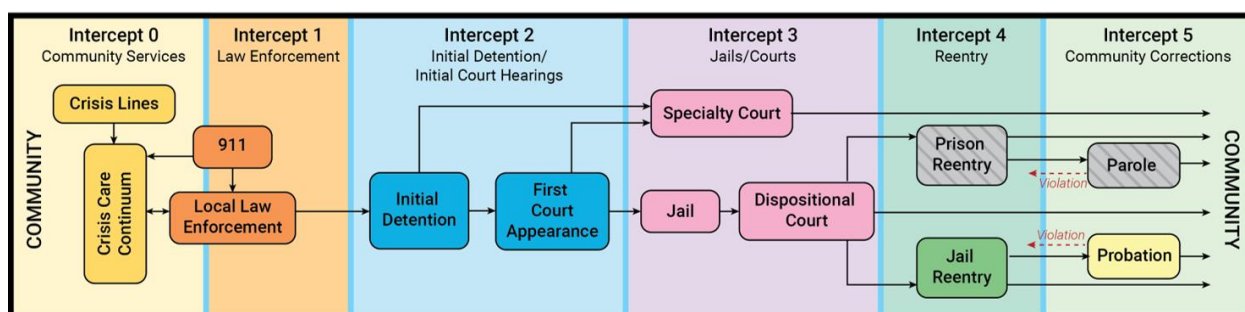 Intercept 0
Community Services
Intercept 1
Law Enforcement
Intercept 2
Initial Detention/
Initial Court Hearings
Intercept 3
Jails/Courts
Intercept 4
Reentry
Intercept 5
Community Corrections
COMMUNITY
Crisis Lines
Crisis Care
Continuum
911
Local Law
Enforcement
Initial
Detention
First
Court
Appearance
Specialty Court
Jail
Dispositional
Court
Prison
Reentry
Violation
Parole
Jail
Reentry
Violation
Probation
COMMUNITY